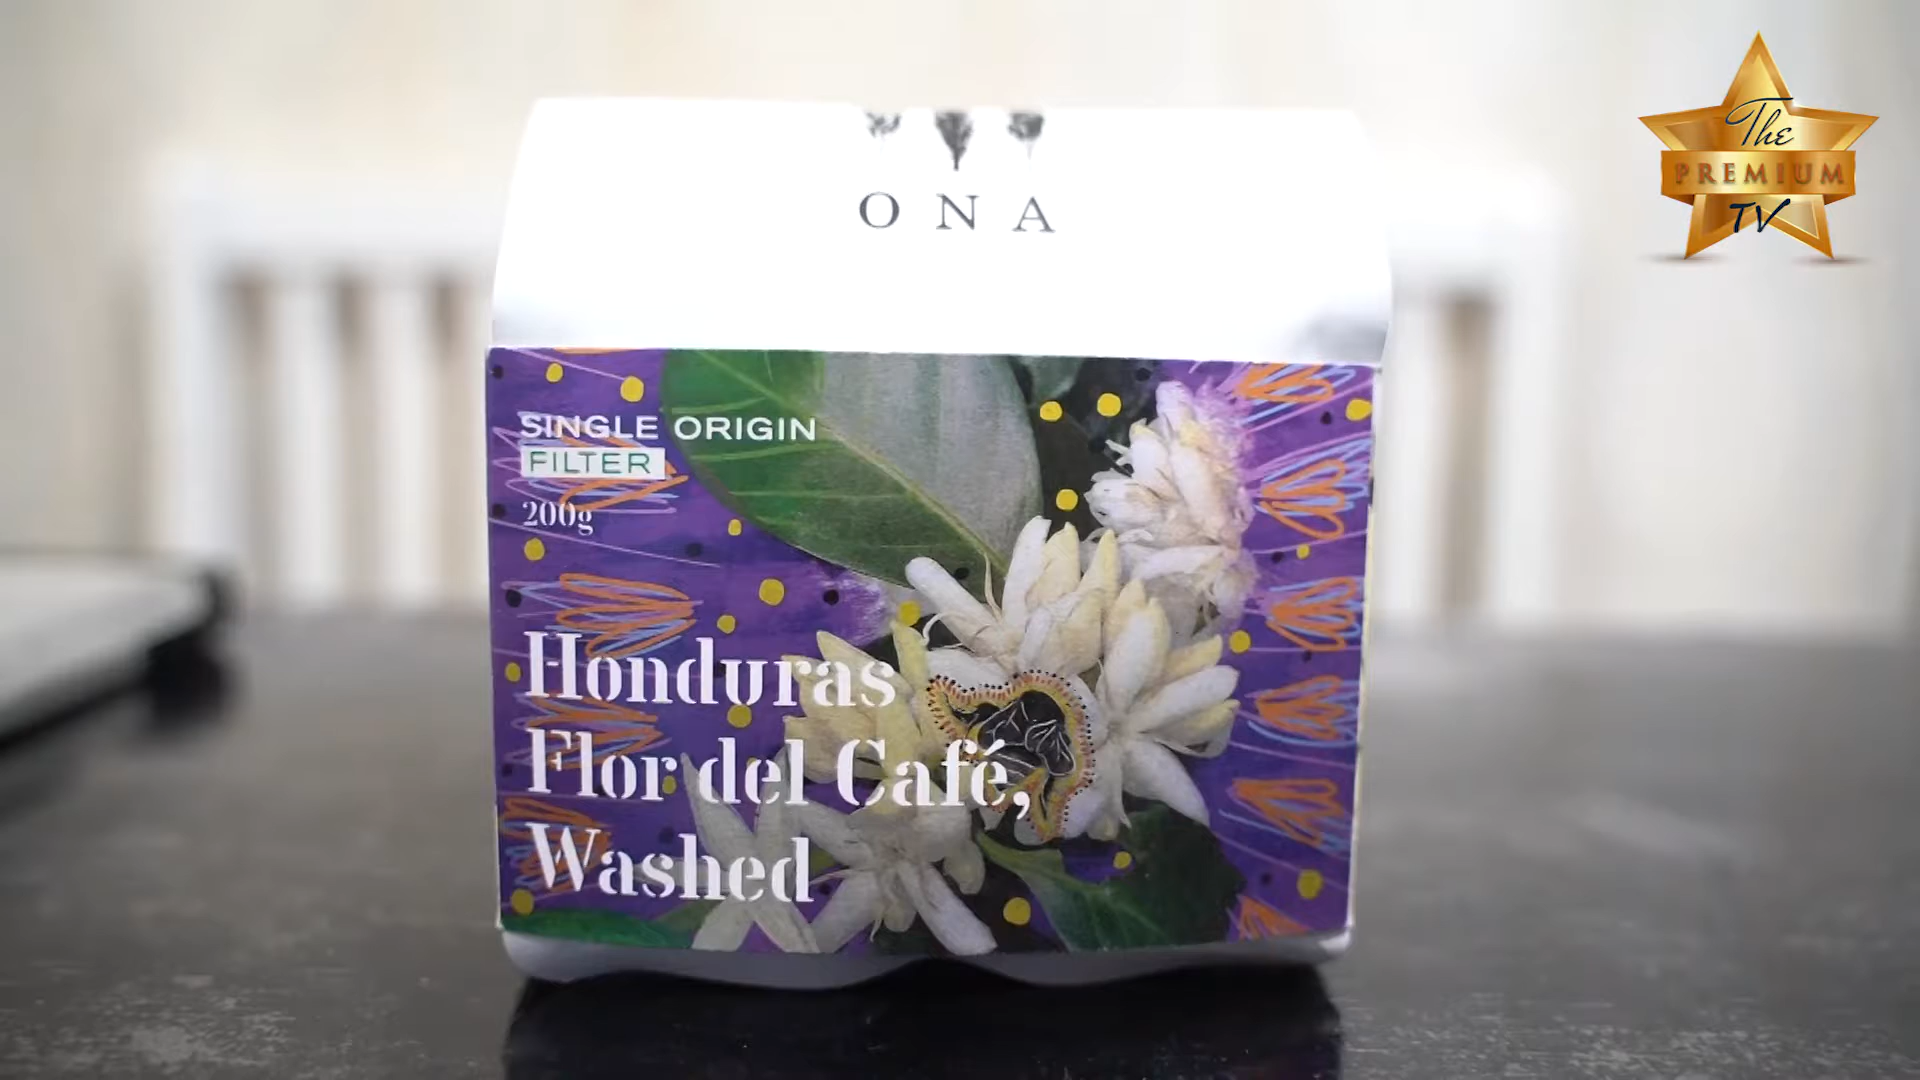 ONA
SINGLE ORIGIN
FILTER
200g
Honduras
Flor del Café,
Washed
The
PREMIUM
TV